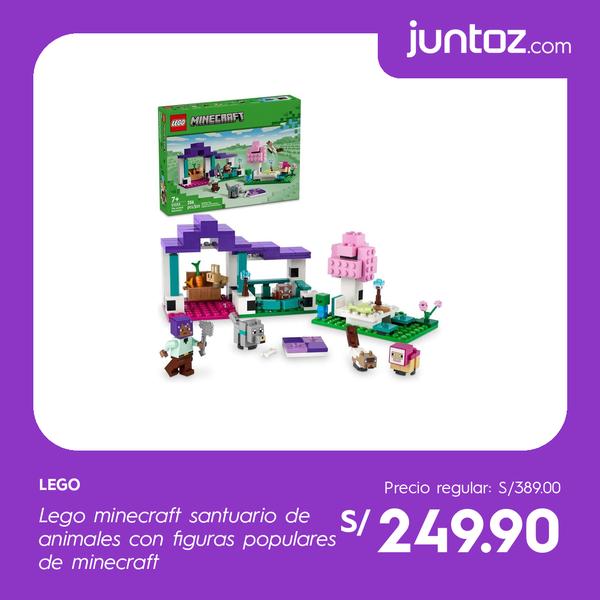 juntoz.com
LEGO MINECRAFT
7+
LEGO
Precio regular: S/389.00
Lego minecraft santuario de
animales con figuras populares
de minecraft
S/ 249.90